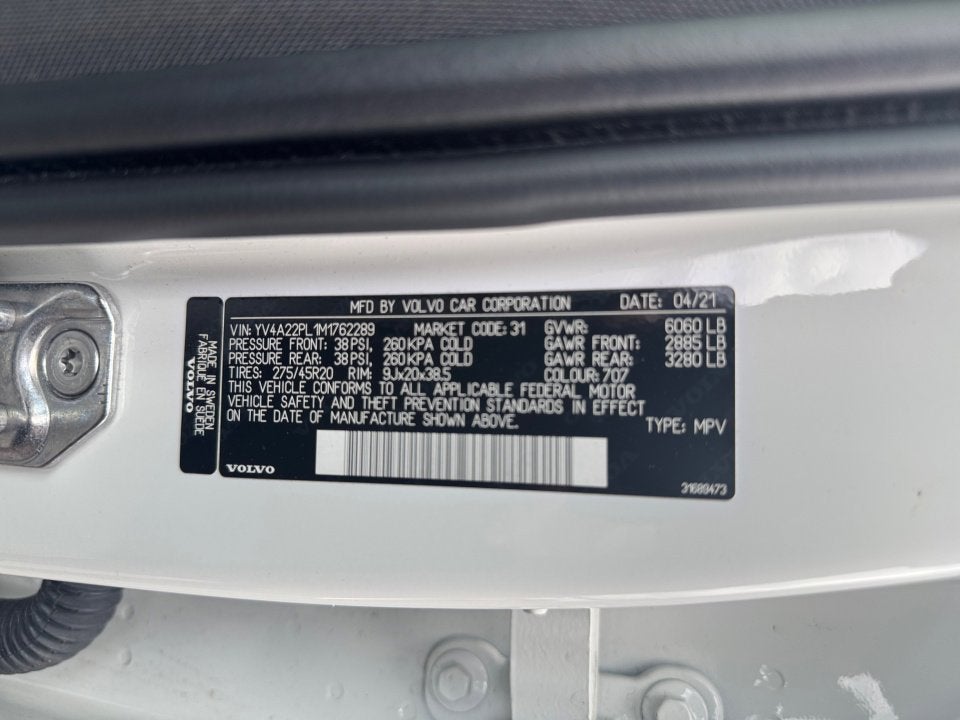 MFD BY VOLVO CAR CORPORATION DATE: 04/21
VIN: YV4A22PL1M1762289 MARKET CODE: 31 GVWR: 6060 LB
PRESSURE FRONT: 38 PSI, 260 KPA COLD GAWR FRONT: 2885 LB
PRESSURE REAR: 38 PSI, 260 KPA COLD GAWR REAR: 3280 LB
TIRES: 275/45R20 RIM: 9Jx20x38.5 COLOUR: 707
THIS VEHICLE CONFORMS TO ALL APPLICABLE FEDERAL MOTOR
VEHICLE SAFETY AND THEFT PREVENTION STANDARDS IN EFFECT
ON THE DATE OF MANUFACTURE SHOWN ABOVE.
TYPE: MPV
VOLVO
31689473
MADE IN SWEDEN
FABRIQUE EN SUEDE
VOLVO